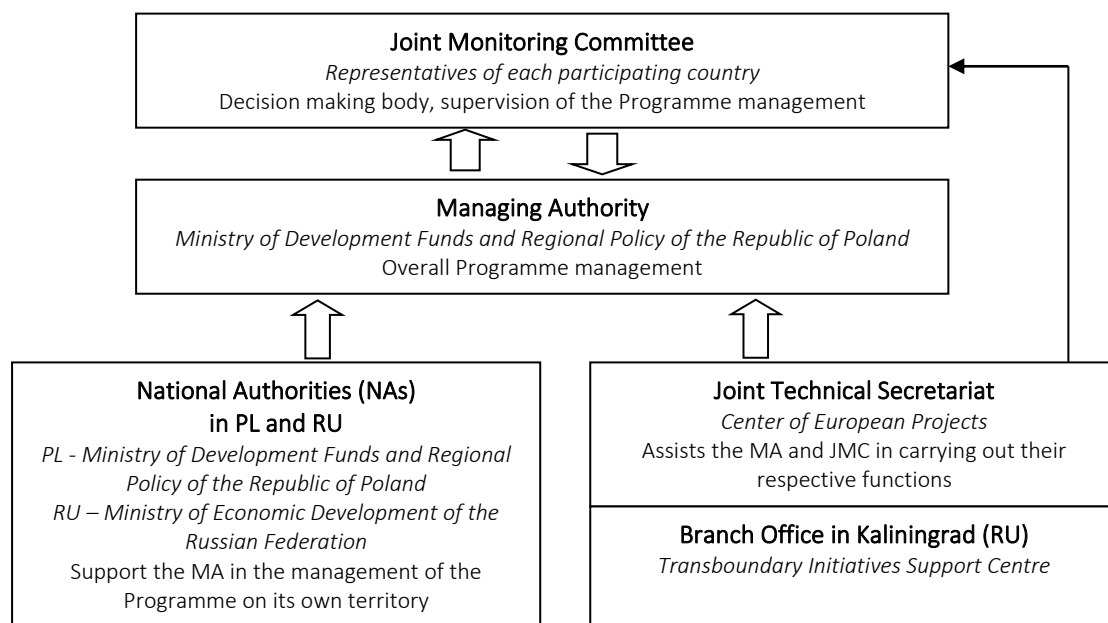 Joint Monitoring Committee
Representatives of each participating country
Decision making body, supervision of the Programme management
Managing Authority
Ministry of Development Funds and Regional Policy of the Republic of Poland
Overall Programme management
National Authorities (NAs)
in PL and RU
PL - Ministry of Development Funds and Regional
Policy of the Republic of Poland
RU – Ministry of Economic Development of the
Russian Federation
Support the MA in the management of the
Programme on its own territory
Joint Technical Secretariat
Center of European Projects
Assists the MA and JMC in carrying out their
respective functions
Branch Office in Kaliningrad (RU)
Transboundary Initiatives Support Centre